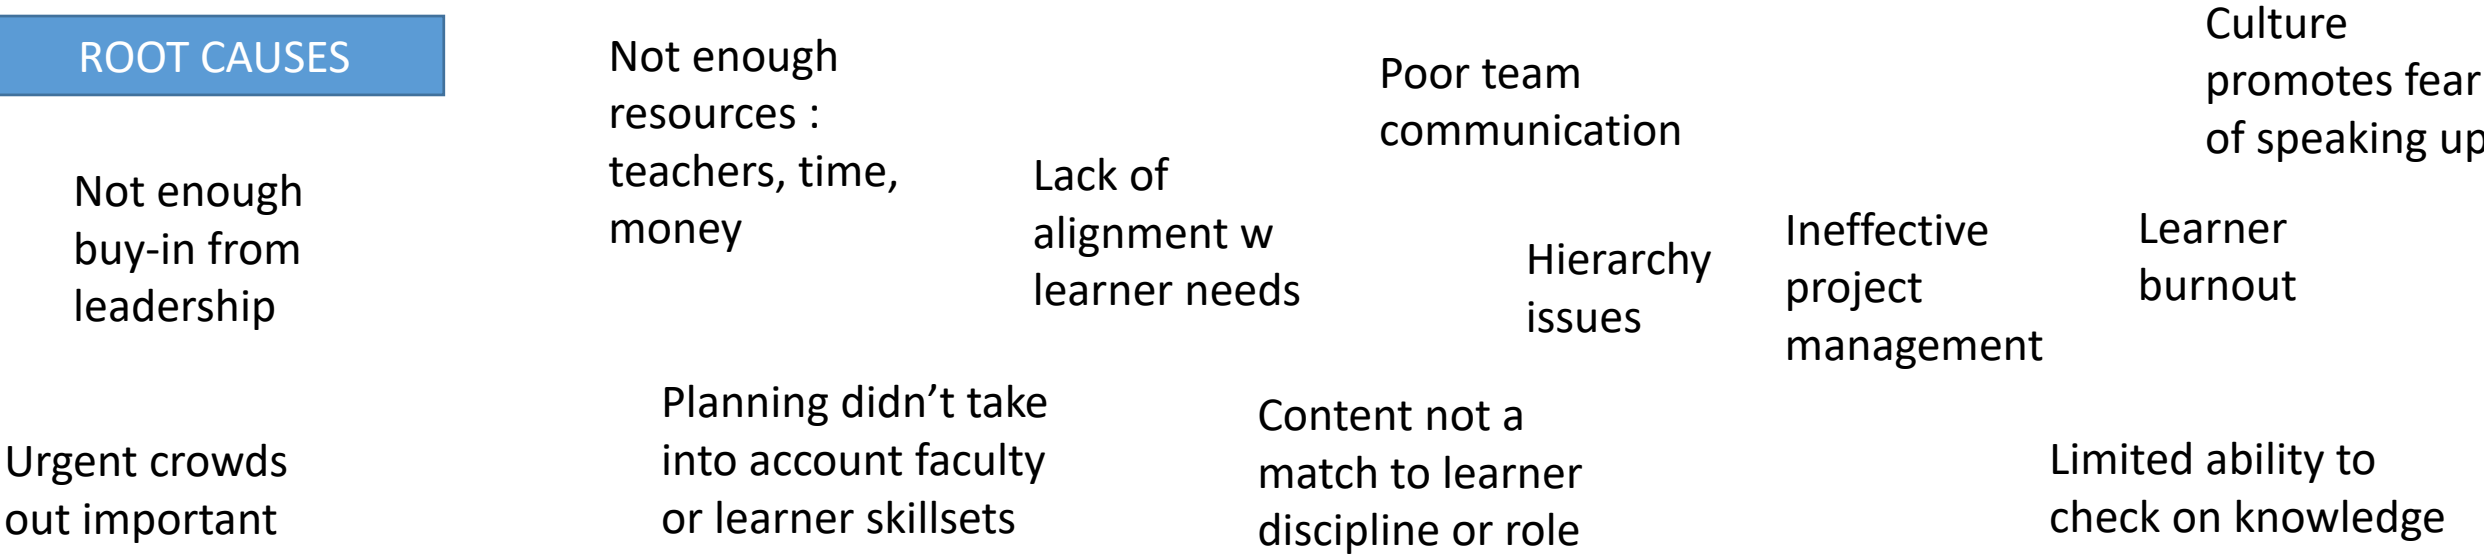 ROOT CAUSES
Not enough
buy-in from
leadership
Urgent crowds
out important
Not enough
resources :
teachers, time,
money
Planning didn’t take
into account faculty
or learner skillsets
Lack of
alignment w
learner needs
Content not a
match to learner
discipline or role
Poor team
communication
Hierarchy
issues
Ineffective
project
management
Culture
promotes fear
of speaking up
Learner
burnout
Limited ability to
check on knowledge